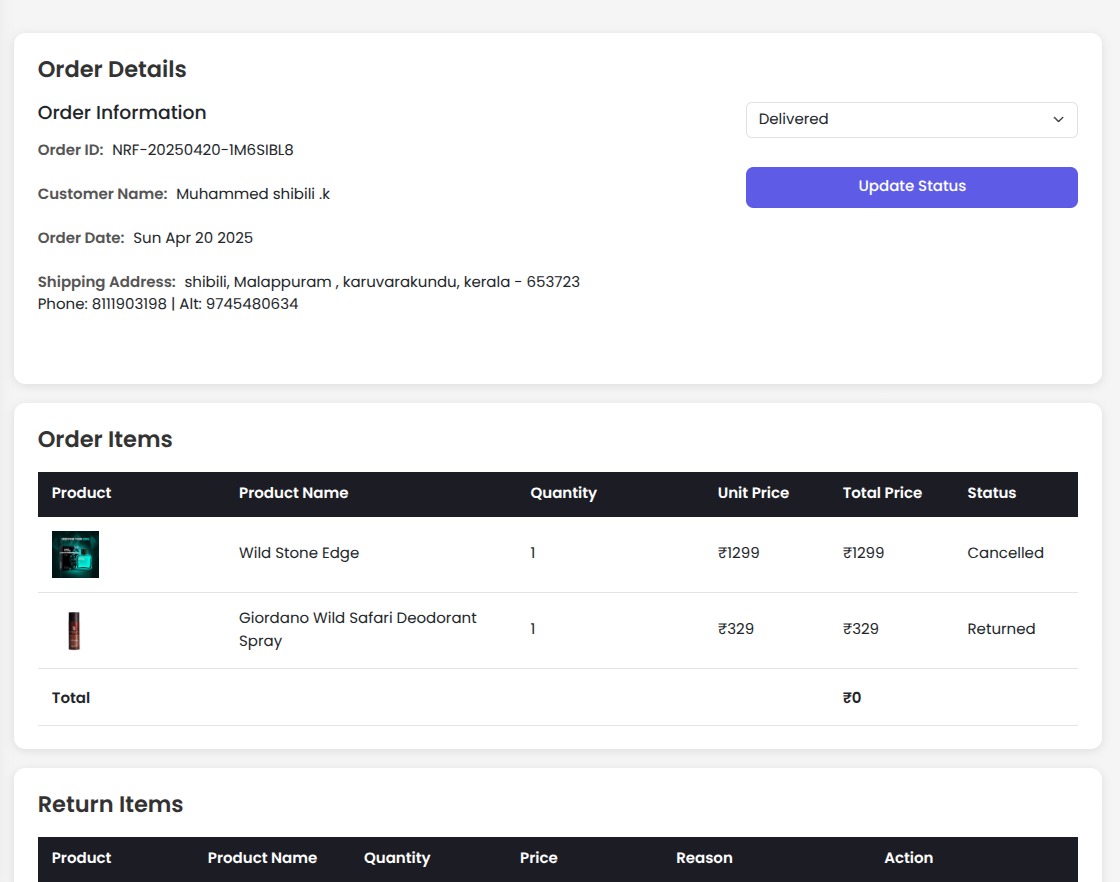 Order Details
Order Information
Order ID: NRF-20250420-1M6SIBL8
Customer Name: Muhammed shibili .k
Order Date: Sun Apr 20 2025
Shipping Address: shibili, Malappuram , karuvarakundu, kerala - 653723
Phone: 8111903198 | Alt: 9745480634
Delivered
Update Status
Order Items
Product Product Name Quantity Unit Price Total Price Status
Wild Stone Edge 1 ₹1299 ₹1299 Cancelled
Giordano Wild Safari Deodorant
Spray 1 ₹329 ₹329 Returned
Total ₹0
Return Items
Product Product Name Quantity Price Reason Action